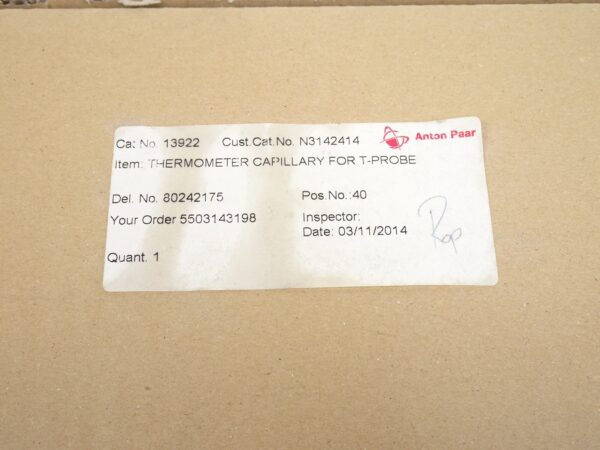 Cat No. 13922 Cust.Cat.No. N3142414 Anton Paar
Item: THERMOMETER CAPILLARY FOR T-PROBE
Del. No. 80242175 Pos.No.:40
Your Order 5503143198 Inspector:
Date: 03/11/2014
Quant. 1